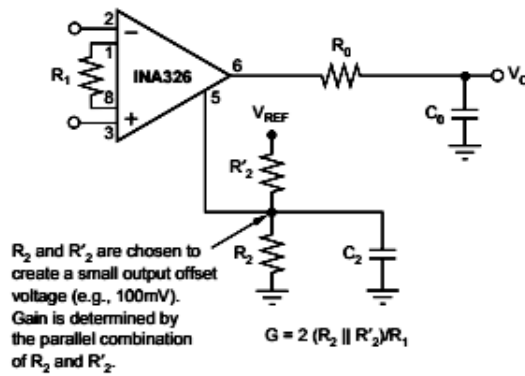 2
1
R1
8
3
−
+
INA326
6
5
R0
VO
C0
VREF
R'2
R2
C2
R2 and R'2 are chosen to
create a small output offset
voltage (e.g., 100mV).
Gain is determined by
the parallel combination
of R2 and R'2.
G = 2 (R2 || R'2)/R1